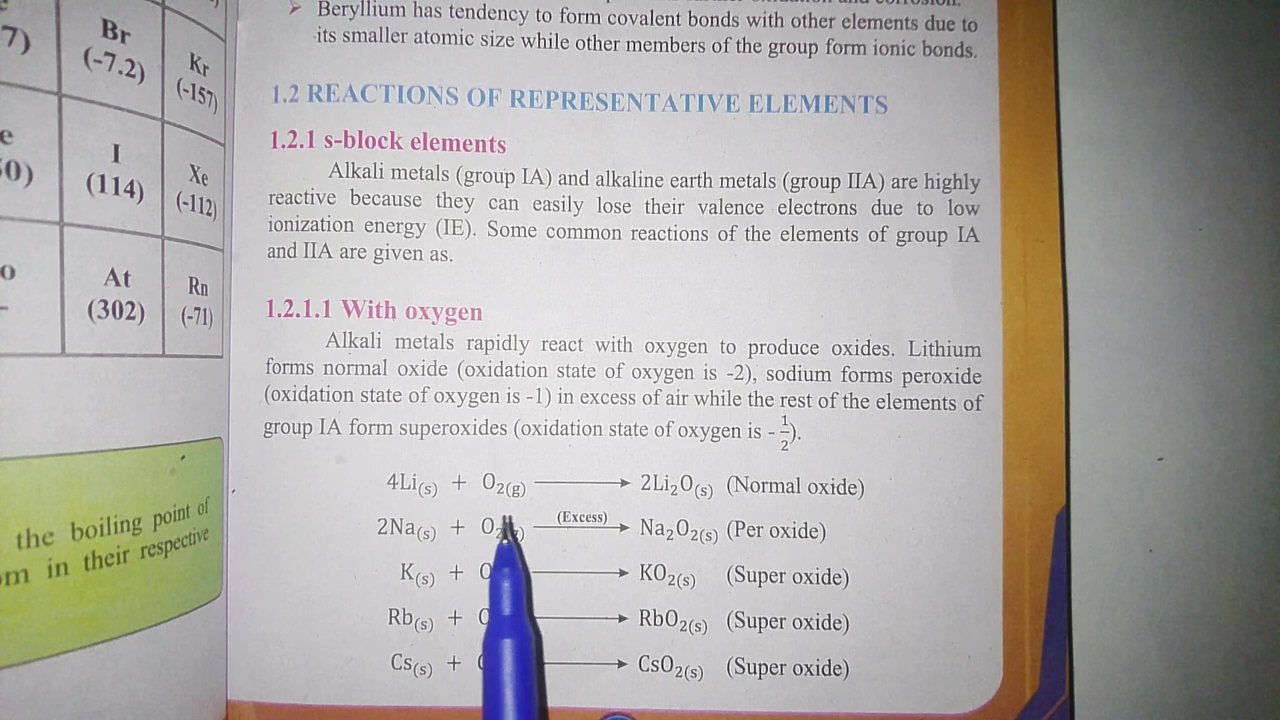 7)
Br
(-7.2)
Kr
(-157)
I
(114)
Xe
(-112)
At
(302)
Rn
(-71)
the boiling point of
in their respective
➤ Beryllium has tendency to form covalent bonds with other elements due to
its smaller atomic size while other members of the group form ionic bonds.
1.2 REACTIONS OF REPRESENTATIVE ELEMENTS
1.2.1 s-block elements
Alkali metals (group IA) and alkaline earth metals (group IIA) are highly
reactive because they can easily lose their valence electrons due to low
ionization energy (IE). Some common reactions of the elements of group IA
and IIA are given as.
1.2.1.1 With oxygen
Alkali metals rapidly react with oxygen to produce oxides. Lithium
forms normal oxide (oxidation state of oxygen is -2), sodium forms peroxide
(oxidation state of oxygen is -1) in excess of air while the rest of the elements of
group IA form superoxides (oxidation state of oxygen is - 1/2).
4Li(s) + O2(g) ⟶ 2Li2O(s) (Normal oxide)
2Na(s) + O2 (Excess) ⟶ Na2O2(s) (Per oxide)
K(s) + ⟶ KO2(s) (Super oxide)
Rb(s) + ⟶ RbO2(s) (Super oxide)
Cs(s) + ⟶ CsO2(s) (Super oxide)